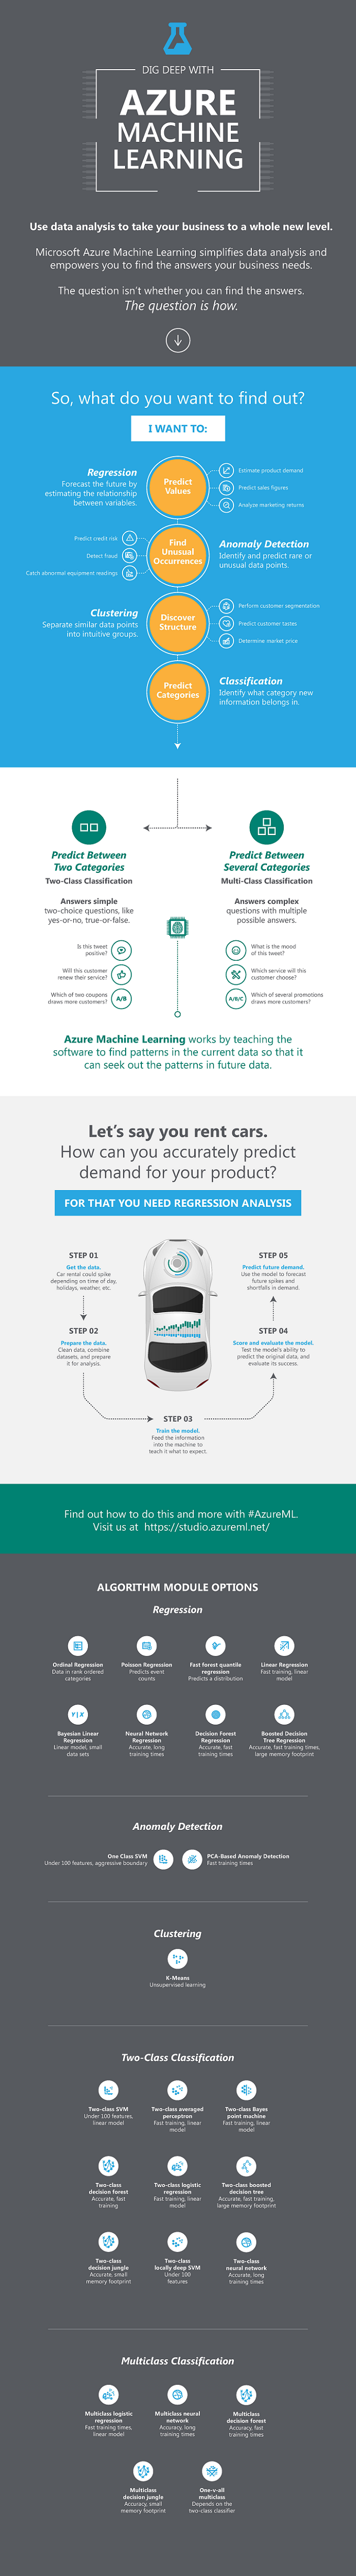 DIG DEEP WITH
AZURE
MACHINE
LEARNING
Use data analysis to take your business to a whole new level.
Microsoft Azure Machine Learning simplifies data analysis and
empowers you to find the answers your business needs.
The question isn't whether you can find the answers.
The question is how.
So, what do you want to find out?
I WANT TO:
Regression
Forecast the future by
estimating the relationship
between variables.
Predict
Values
Estimate product demand
Predict sales figures
Analyze marketing returns
Predict credit risk
Detect fraud
Catch abnormal equipment readings
Find
Unusual
Occurrences
Anomaly Detection
Identify and predict rare or
unusual data points.
Clustering
Separate similar data points
into intuitive groups.
Discover
Structure
Perform customer segmentation
Predict customer tastes
Determine market price
Predict
Categories
Classification
Identify what category new
information belongs in.
Predict Between
Two Categories
Two-Class Classification
Answers simple
two-choice questions, like
yes-or-no, true-or-false.
Is this tweet
positive?
Will this customer
renew their service?
Which of two coupons
draws more customers?
A/B
Predict Between
Several Categories
Multi-Class Classification
Answers complex
questions with multiple
possible answers.
What is the mood
of this tweet?
Which service will this
customer choose?
A/B/C
Which of several promotions
draws more customers?
Azure Machine Learning works by teaching the
software to find patterns in the current data so that it
can seek out the patterns in future data.
Let's say you rent cars.
How can you accurately predict
demand for your product?
FOR THAT YOU NEED REGRESSION ANALYSIS
STEP 01
Get the data.
Car rental could spike
depending on time of day,
holidays, weather, etc.
STEP 02
Prepare the data.
Clean data, combine
datasets, and prepare
it for analysis.
STEP 03
Train the model.
Feed the information
into the machine to
teach it what to expect.
STEP 04
Score and evaluate the model.
Test the model's ability to
predict the original data, and
evaluate its success.
STEP 05
Predict future demand.
Use the model to forecast
future spikes and
shortfalls in demand.
Find out how to do this and more with #AzureML.
Visit us at https://studio.azureml.net/
ALGORITHM MODULE OPTIONS
Regression
Ordinal Regression
Data in rank ordered
categories
Poisson Regression
Predicts event
counts
Fast forest quantile
regression
Predicts a distribution
Linear Regression
Fast training, linear
model
Y|X
Bayesian Linear
Regression
Linear model, small
data sets
Neural Network
Regression
Accurate, long
training times
Decision Forest
Regression
Accurate, fast
training times
Boosted Decision
Tree Regression
Accurate, fast training times,
large memory footprint
Anomaly Detection
One Class SVM
Under 100 features, aggressive boundary
PCA-Based Anomaly Detection
Fast training times
Clustering
K-Means
Unsupervised learning
Two-Class Classification
Two-class SVM
Under 100 features,
linear model
Two-class averaged
perceptron
Fast training, linear
model
Two-class Bayes
point machine
Fast training, linear
model
Two-class
decision forest
Accurate, fast
training
Two-class logistic
regression
Fast training, linear
model
Two-class boosted
decision tree
Accurate, fast training,
large memory footprint
Two-class
decision jungle
Accurate, small
memory footprint
Two-class
locally deep SVM
Under 100
features
Two-class
neural network
Accurate, long
training times
Multiclass Classification
Multiclass logistic
regression
Fast training times,
linear model
Multiclass neural
network
Accuracy, long
training times
Multiclass
decision forest
Accuracy, fast
training times
Multiclass
decision jungle
Accuracy, small
memory footprint
One-v-all
multiclass
Depends on the
two-class classifier